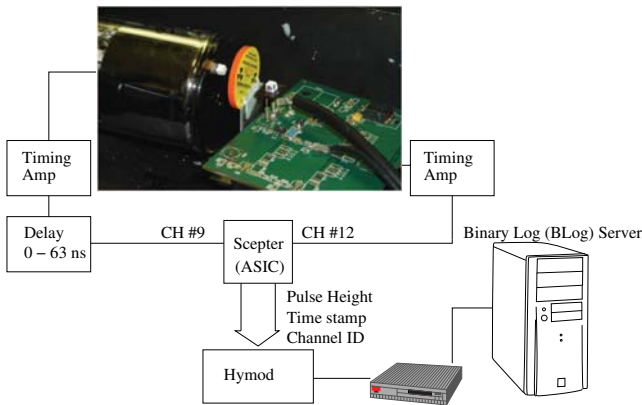 Timing
Amp
Timing
Amp
Delay
0 – 63 ns
CH #9
Scepter
(ASIC)
CH #12
Binary Log (BLog) Server
Pulse Height
Time stamp
Channel ID
Hymod